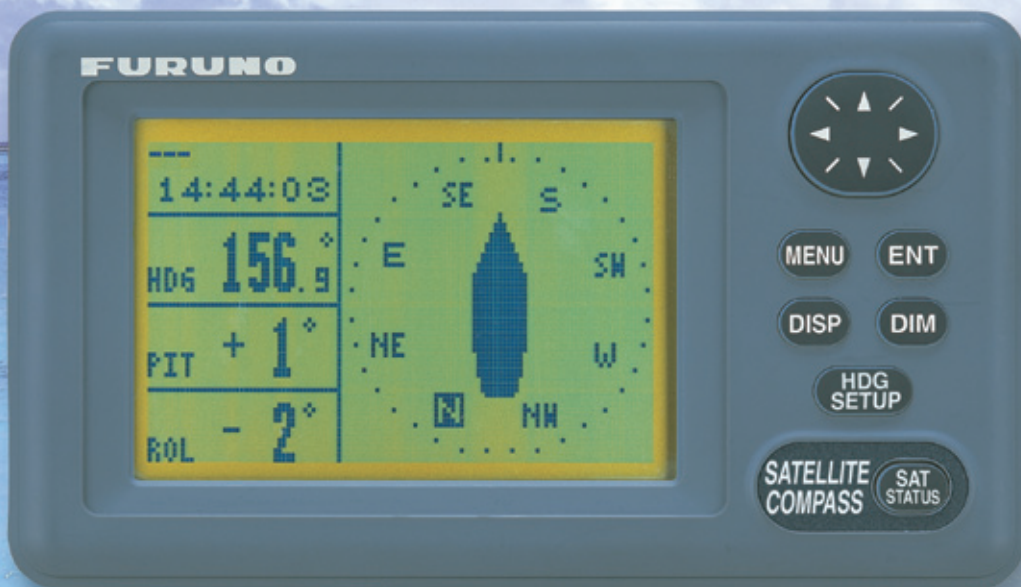 FURUNO
---
14:44:03
HDG 156.9°
PIT + 1°
ROL - 2°
SE S
E SW
NE W
N NW
MENU ENT
DISP DIM
HDG
SETUP
SATELLITE
COMPASS
SAT
STATUS